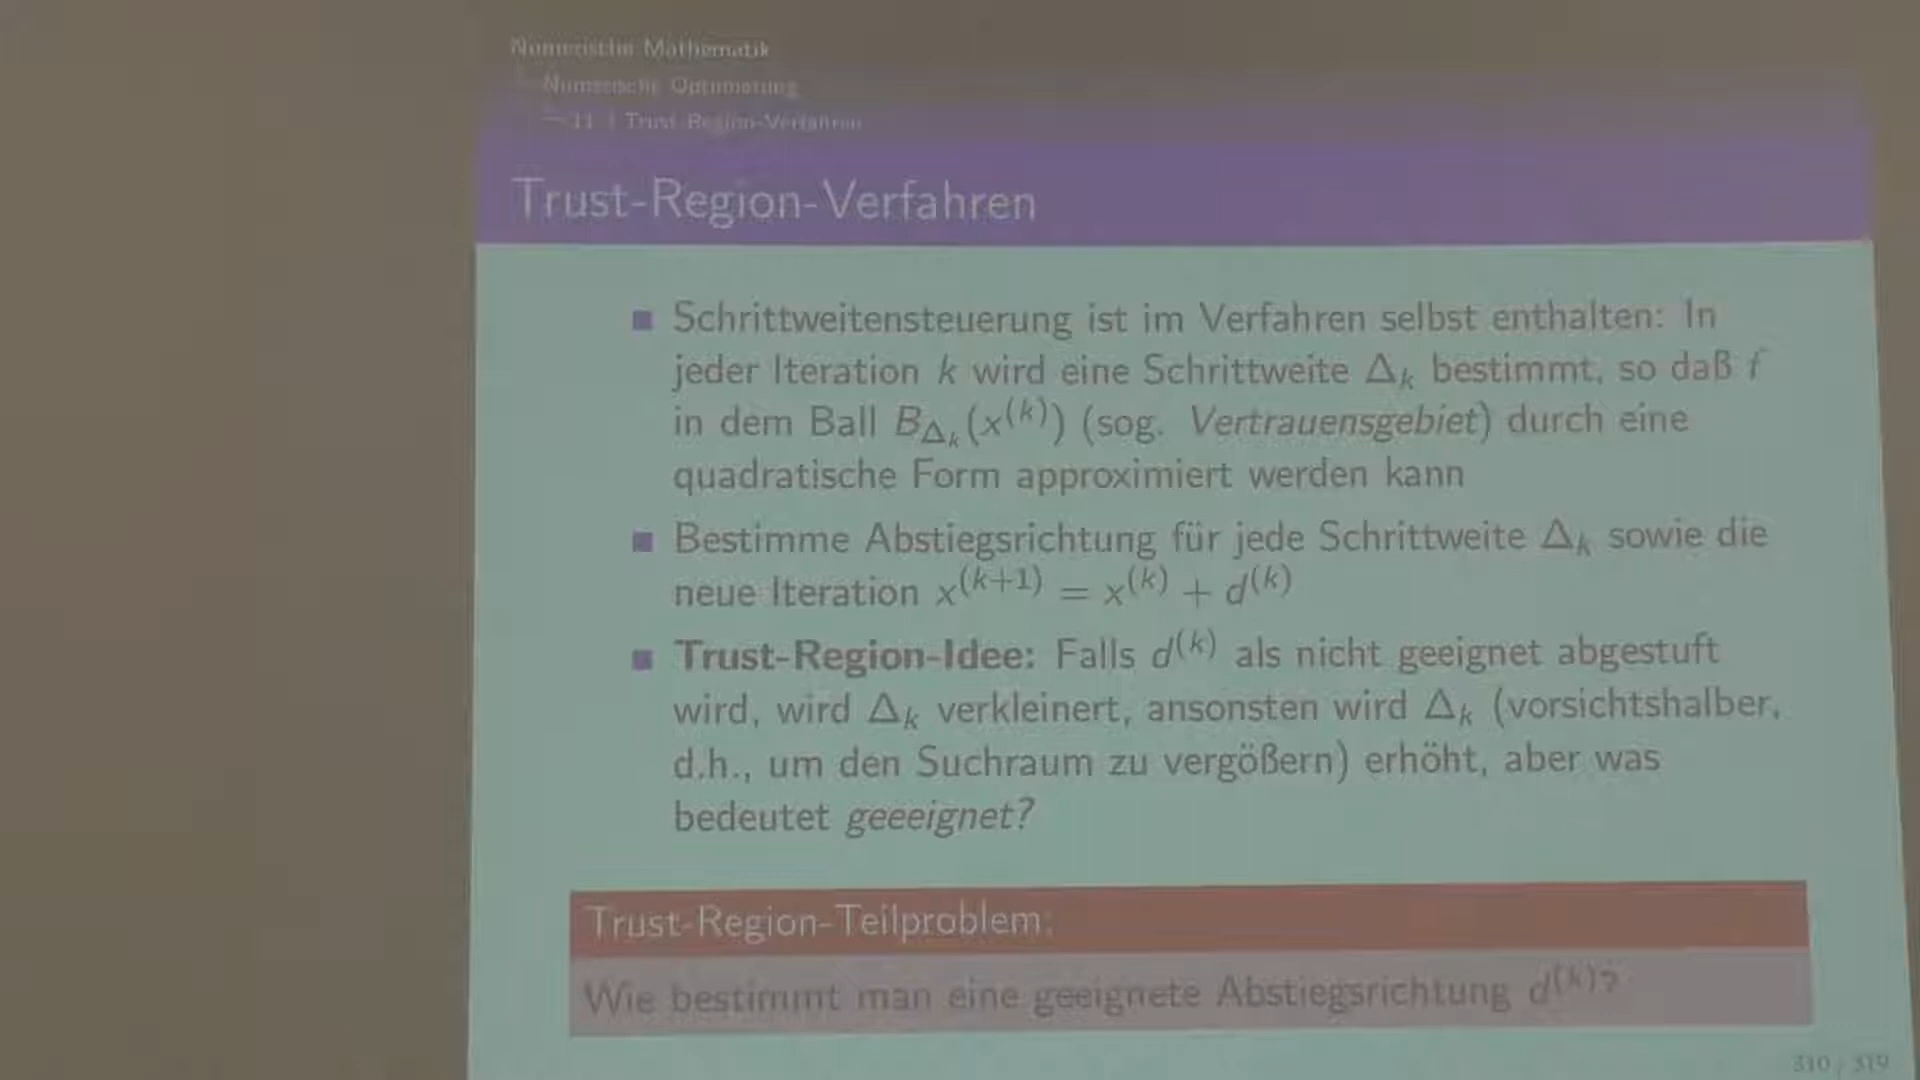 Numerische Mathematik
Numerische Optimierung
Trust-Region-Verfahren
Trust-Region-Verfahren
■ Schrittweitensteuerung ist im Verfahren selbst enthalten: In
jeder Iteration k wird eine Schrittweite Δₖ bestimmt, so daß f
in dem Ball B_{Δₖ}(x⁽ᵏ⁾) (sog. Vertrauensgebiet) durch eine
quadratische Form approximiert werden kann
■ Bestimme Abstiegsrichtung für jede Schrittweite Δₖ sowie die
neue Iteration x⁽ᵏ⁺¹⁾ = x⁽ᵏ⁾ + d⁽ᵏ⁾
■ Trust-Region-Idee: Falls d⁽ᵏ⁾ als nicht geeignet abgestuft
wird, wird Δₖ verkleinert, ansonsten wird Δₖ (vorsichtshalber,
d.h., um den Suchraum zu vergößern) erhöht, aber was
bedeutet geeeignet?
Trust-Region-Teilproblem:
Wie bestimmt man eine geeignete Abstiegsrichtung d⁽ᵏ⁾?
310 / 319